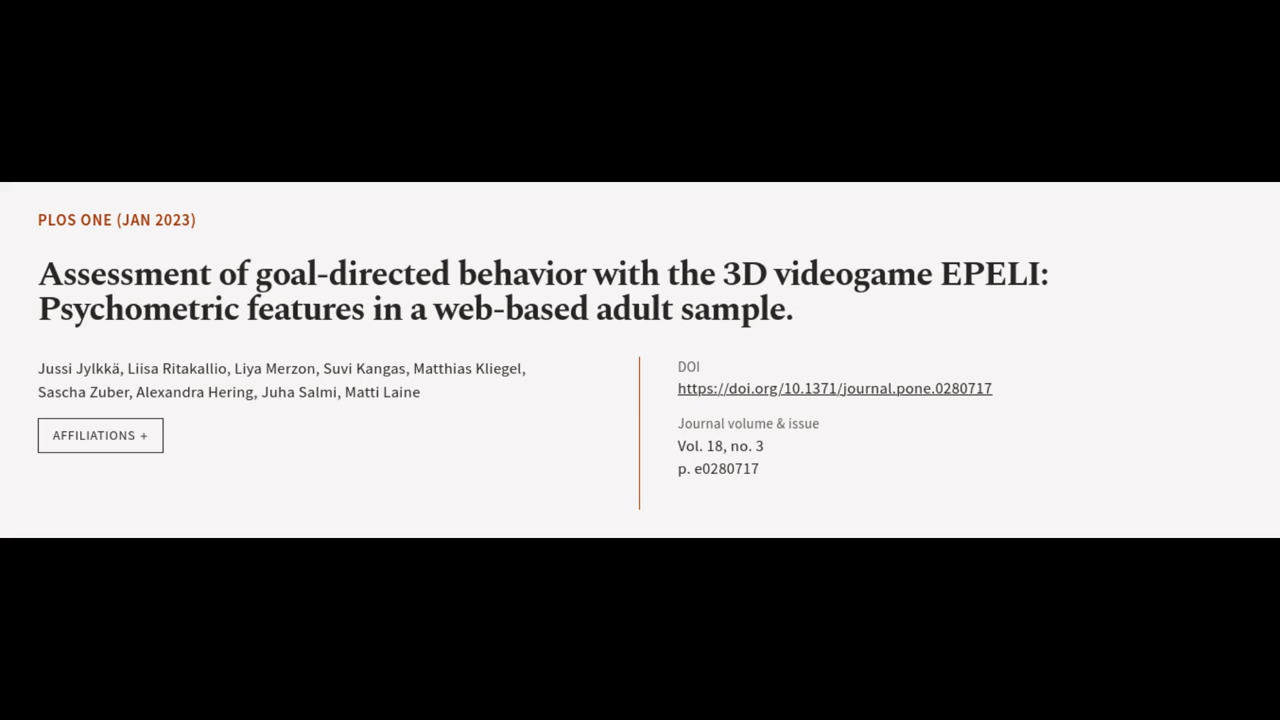 PLOS ONE (JAN 2023)
Assessment of goal-directed behavior with the 3D videogame EPELI:
Psychometric features in a web-based adult sample.
Jussi Jylkkä, Liisa Ritakallio, Liya Merzon, Suvi Kangas, Matthias Kliegel,
Sascha Zuber, Alexandra Hering, Juha Salmi, Matti Laine
AFFILIATIONS +
DOI
https://doi.org/10.1371/journal.pone.0280717
Journal volume & issue
Vol. 18, no. 3
p. e0280717